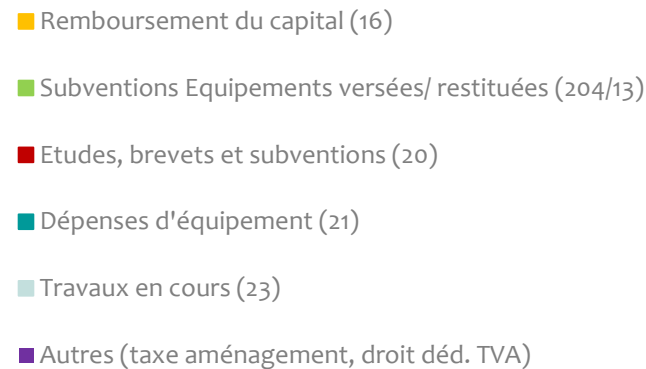 Remboursement du capital (16)
Subventions Equipements versées/ restituées (204/13)
Etudes, brevets et subventions (20)
Dépenses d'équipement (21)
Travaux en cours (23)
Autres (taxe aménagement, droit déd. TVA)